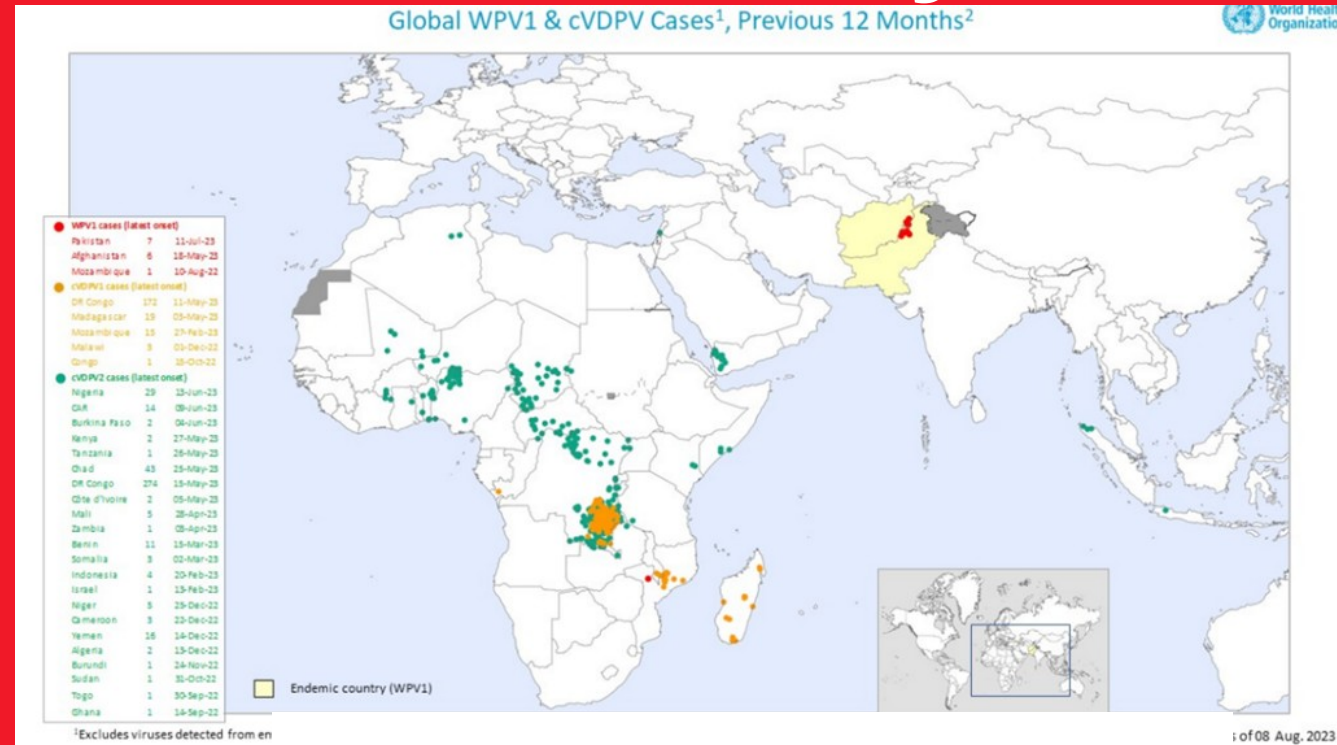 Global WPV1 & cVDPV Cases¹, Previous 12 Months²
World Health
Organization
WPV1 cases (latest onset)
Pakistan 7 11-Jul-23
Afghanistan 6 18-May-23
Mozambique 1 10-Aug-22
cVDPV1 cases (latest onset)
DR Congo 172 11-May-23
Madagascar 19 03-May-23
Mozambique 15 27-Feb-23
Malawi 01-Dec-22
Congo 1 15-Oct-22
cVDPV2 cases (latest onset)
Nigeria 29 13-Jun-23
CAR 14 09-Jun-23
Burkina Faso 2 04-Jun-23
Kenya 2 27-May-23
Tanzania 1 26-May-23
Chad 43 25-May-23
DR Congo 274 15-May-23
Côte d'Ivoire 2 05-May-23
Mali 5 28-Apr-23
Zambia 1 03-Apr-23
Benin 11 15-Mar-23
Somalia 02-Mar-23
Indonesia 4 20-Feb-23
Israel 1 13-Feb-23
Niger 23-Dec-22
Cameroon 3 22-Dec-22
Yemen 16 14-Dec-22
Algeria 2 13-Dec-22
Burundi 1 24-Nov-22
Sudan 1 31-Oct-22
Togo 1 30-Sep-22
Ghana 1 14-Sep-22
Endemic country (WPV1)
¹Excludes viruses detected from en
of 08 Aug. 2023